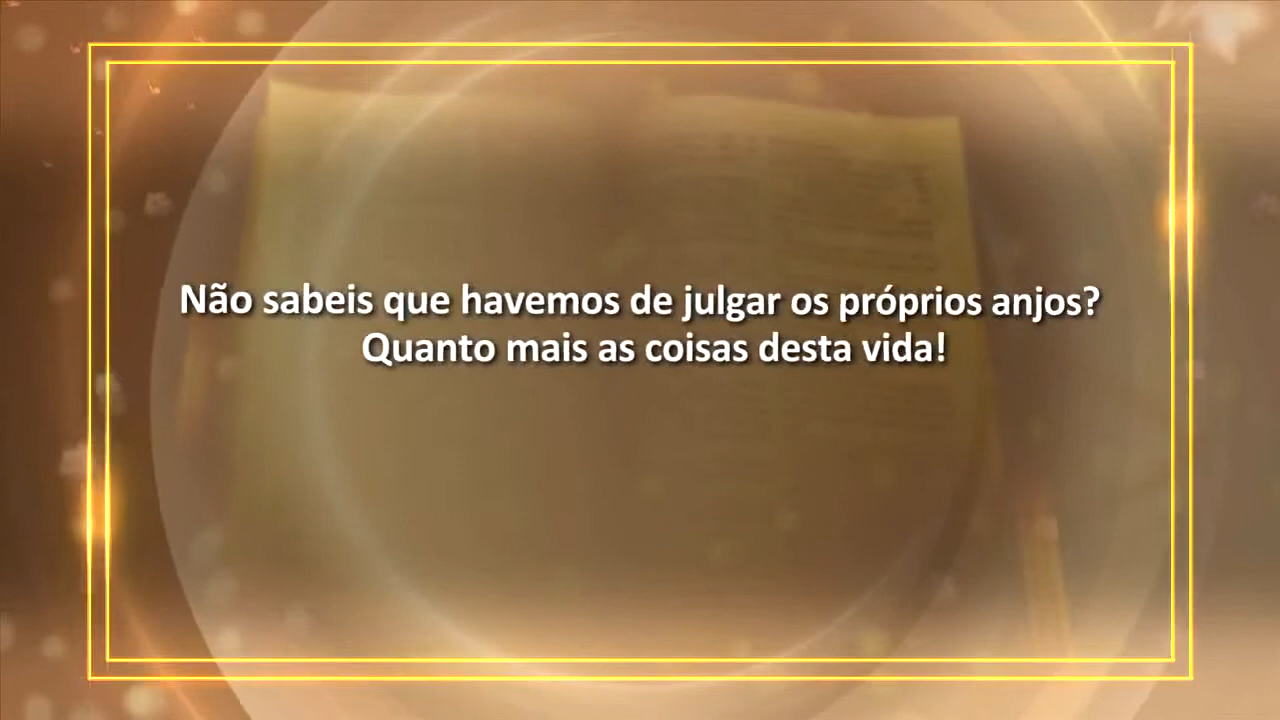 Não sabeis que havemos de julgar os próprios anjos?
Quanto mais as coisas desta vida!